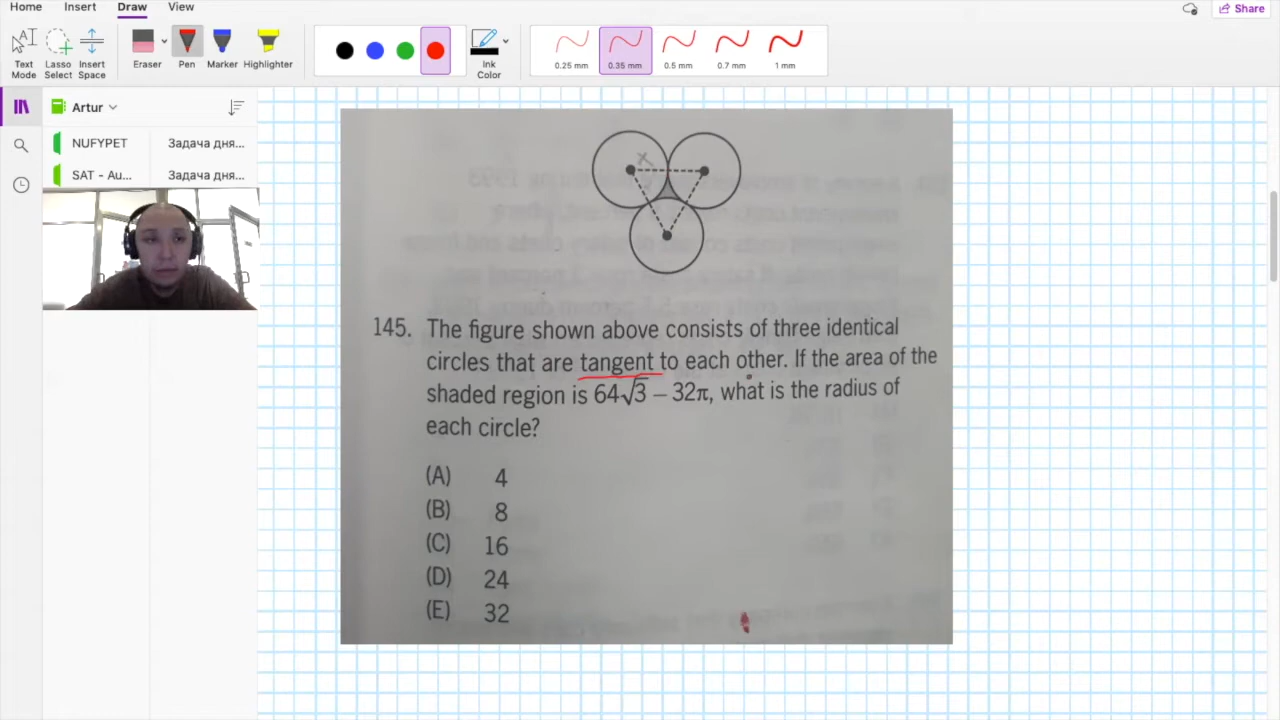 Home Insert Draw View
Share
Text Mode
Lasso Select
Insert Space
Eraser
Pen
Marker
Highlighter
Ink Color
0.25 mm
0.35 mm
0.5 mm
0.7 mm
1 mm
Artur
NUFYPET Задача дня...
SAT - Au... Задача дня...
x
145. The figure shown above consists of three identical
circles that are tangent to each other. If the area of the
shaded region is 64√3 – 32π, what is the radius of
each circle?
(A) 4
(B) 8
(C) 16
(D) 24
(E) 32